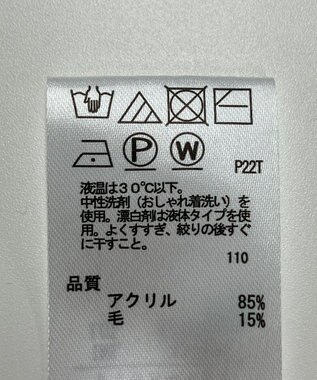 P W P22T
液温は30℃以下。
中性洗剤（おしゃれ着洗い）を
使用。漂白剤は液体タイプを使
用。よくすすぎ、絞りの後すぐ
に干すこと。
110
品質
アクリル 85%
毛 15%